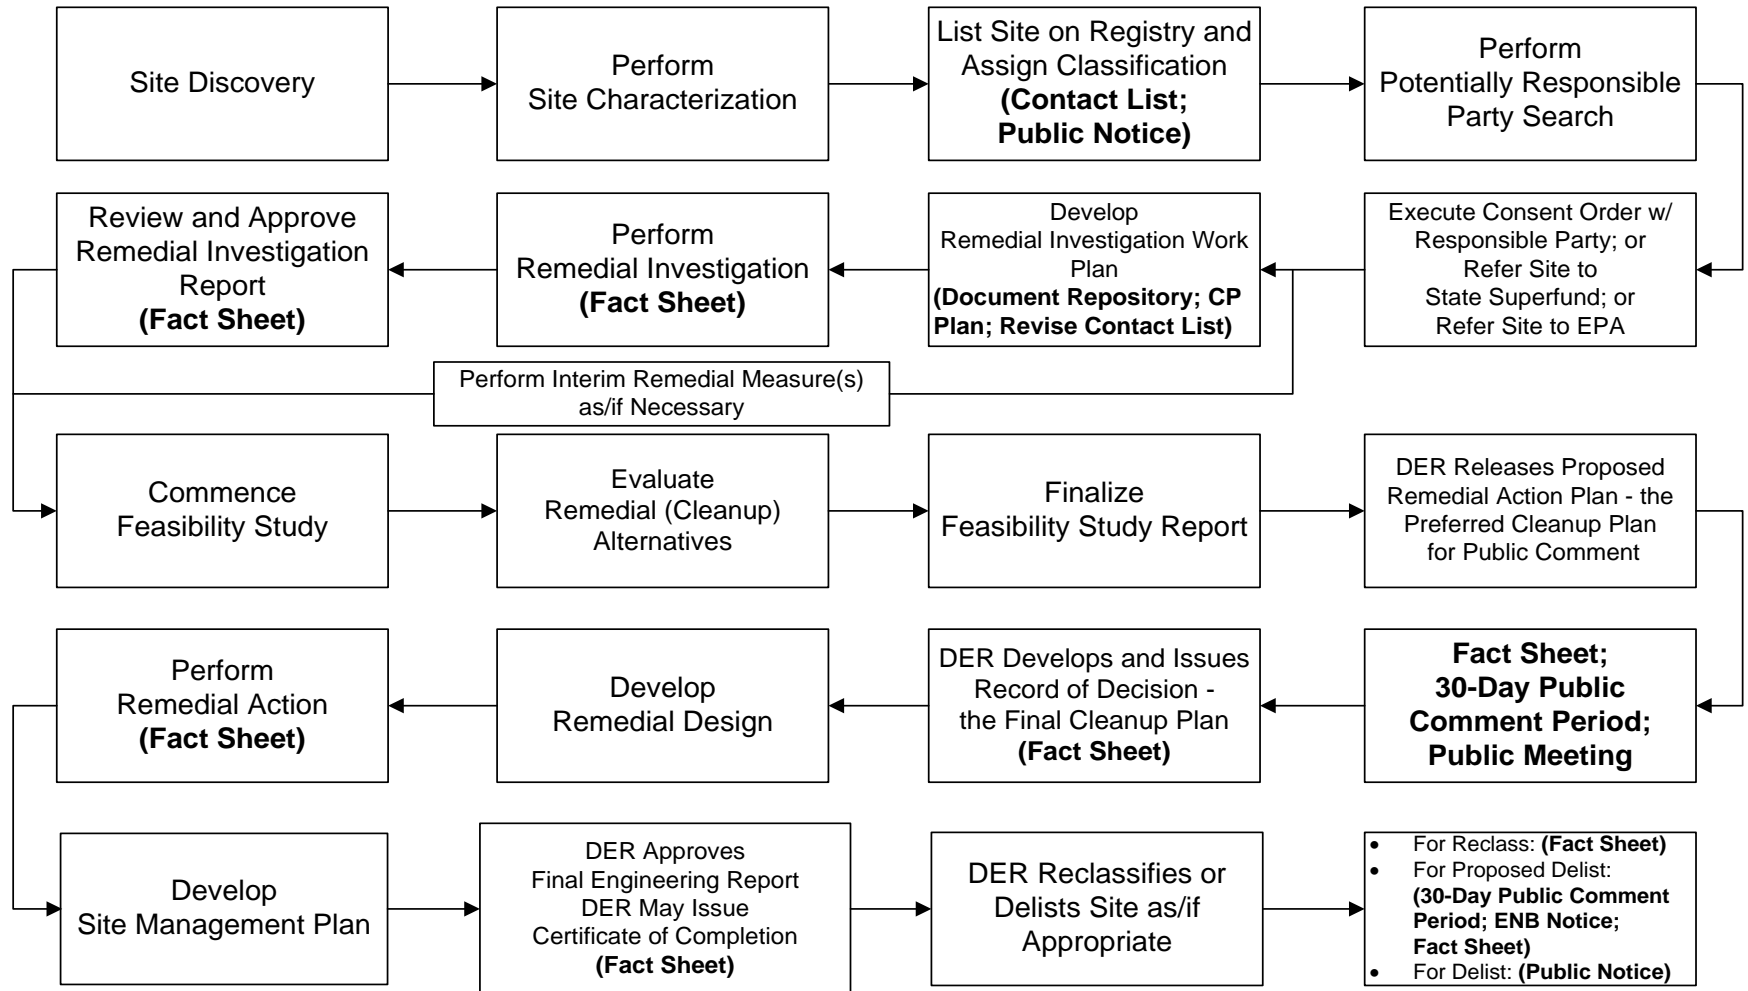 Site Discovery
Perform
Site Characterization
List Site on Registry and
Assign Classification
(Contact List;
Public Notice)
Perform
Potentially Responsible
Party Search
Execute Consent Order w/
Responsible Party; or
Refer Site to
State Superfund; or
Refer Site to EPA
Develop
Remedial Investigation Work
Plan
(Document Repository; CP
Plan; Revise Contact List)
Perform
Remedial Investigation
(Fact Sheet)
Review and Approve
Remedial Investigation
Report
(Fact Sheet)
Perform Interim Remedial Measure(s)
as/if Necessary
Commence
Feasibility Study
Evaluate
Remedial (Cleanup)
Alternatives
Finalize
Feasibility Study Report
DER Releases Proposed
Remedial Action Plan - the
Preferred Cleanup Plan
for Public Comment
Fact Sheet;
30-Day Public
Comment Period;
Public Meeting
DER Develops and Issues
Record of Decision -
the Final Cleanup Plan
(Fact Sheet)
Develop
Remedial Design
Perform
Remedial Action
(Fact Sheet)
Develop
Site Management Plan
DER Approves
Final Engineering Report
DER May Issue
Certificate of Completion
(Fact Sheet)
DER Reclassifies or
Delists Site as/if
Appropriate
• For Reclass: (Fact Sheet)
• For Proposed Delist:
(30-Day Public Comment
Period; ENB Notice;
Fact Sheet)
• For Delist: (Public Notice)